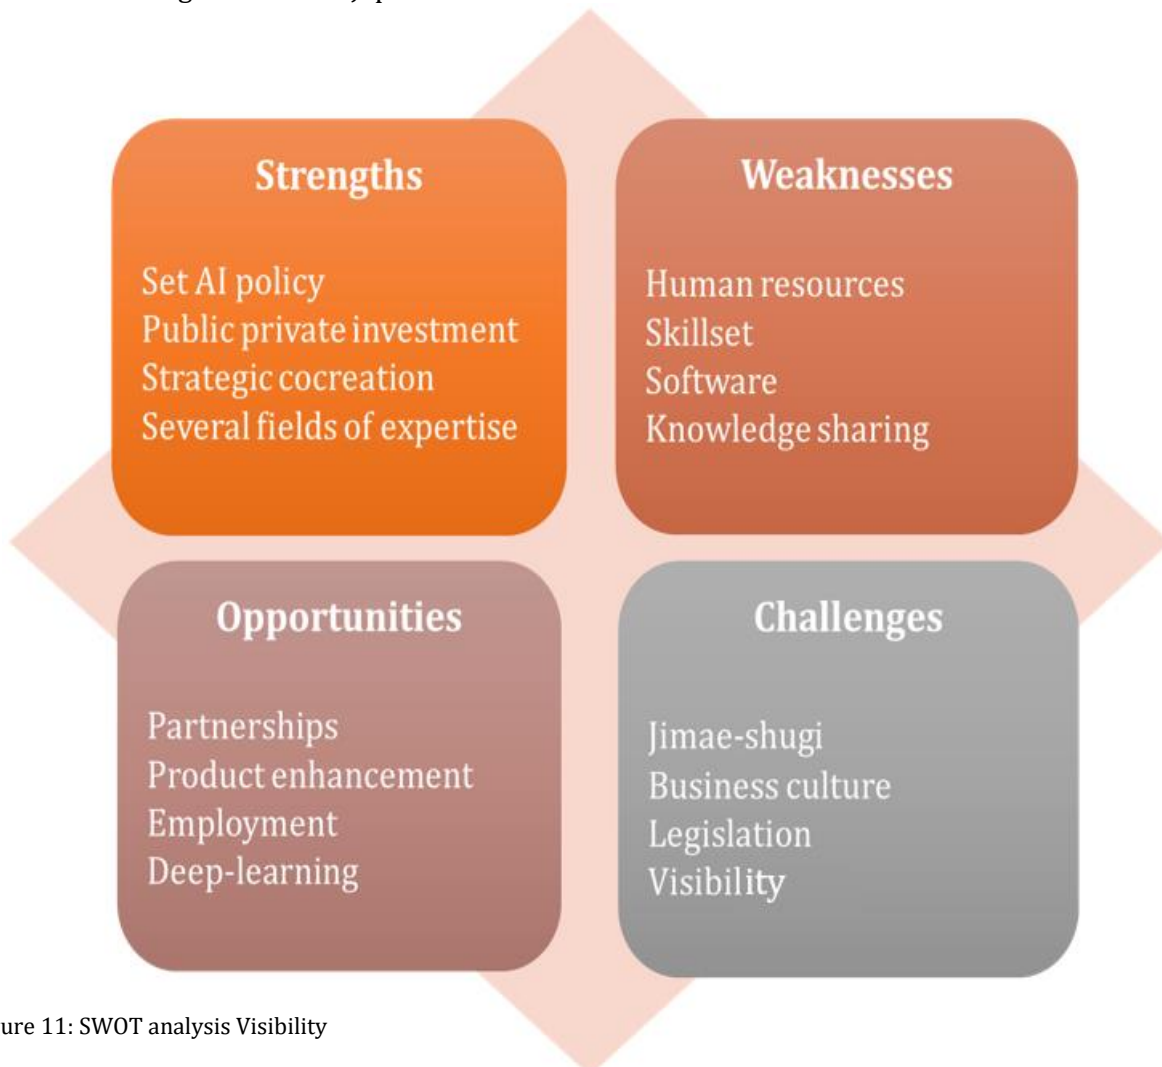 Strengths
Set AI policy
Public private investment
Strategic cocreation
Several fields of expertise
Weaknesses
Human resources
Skillset
Software
Knowledge sharing
Opportunities
Partnerships
Product enhancement
Employment
Deep-learning
Challenges
Jimae-shugi
Business culture
Legislation
Visibility
ure 11: SWOT analysis Visibility